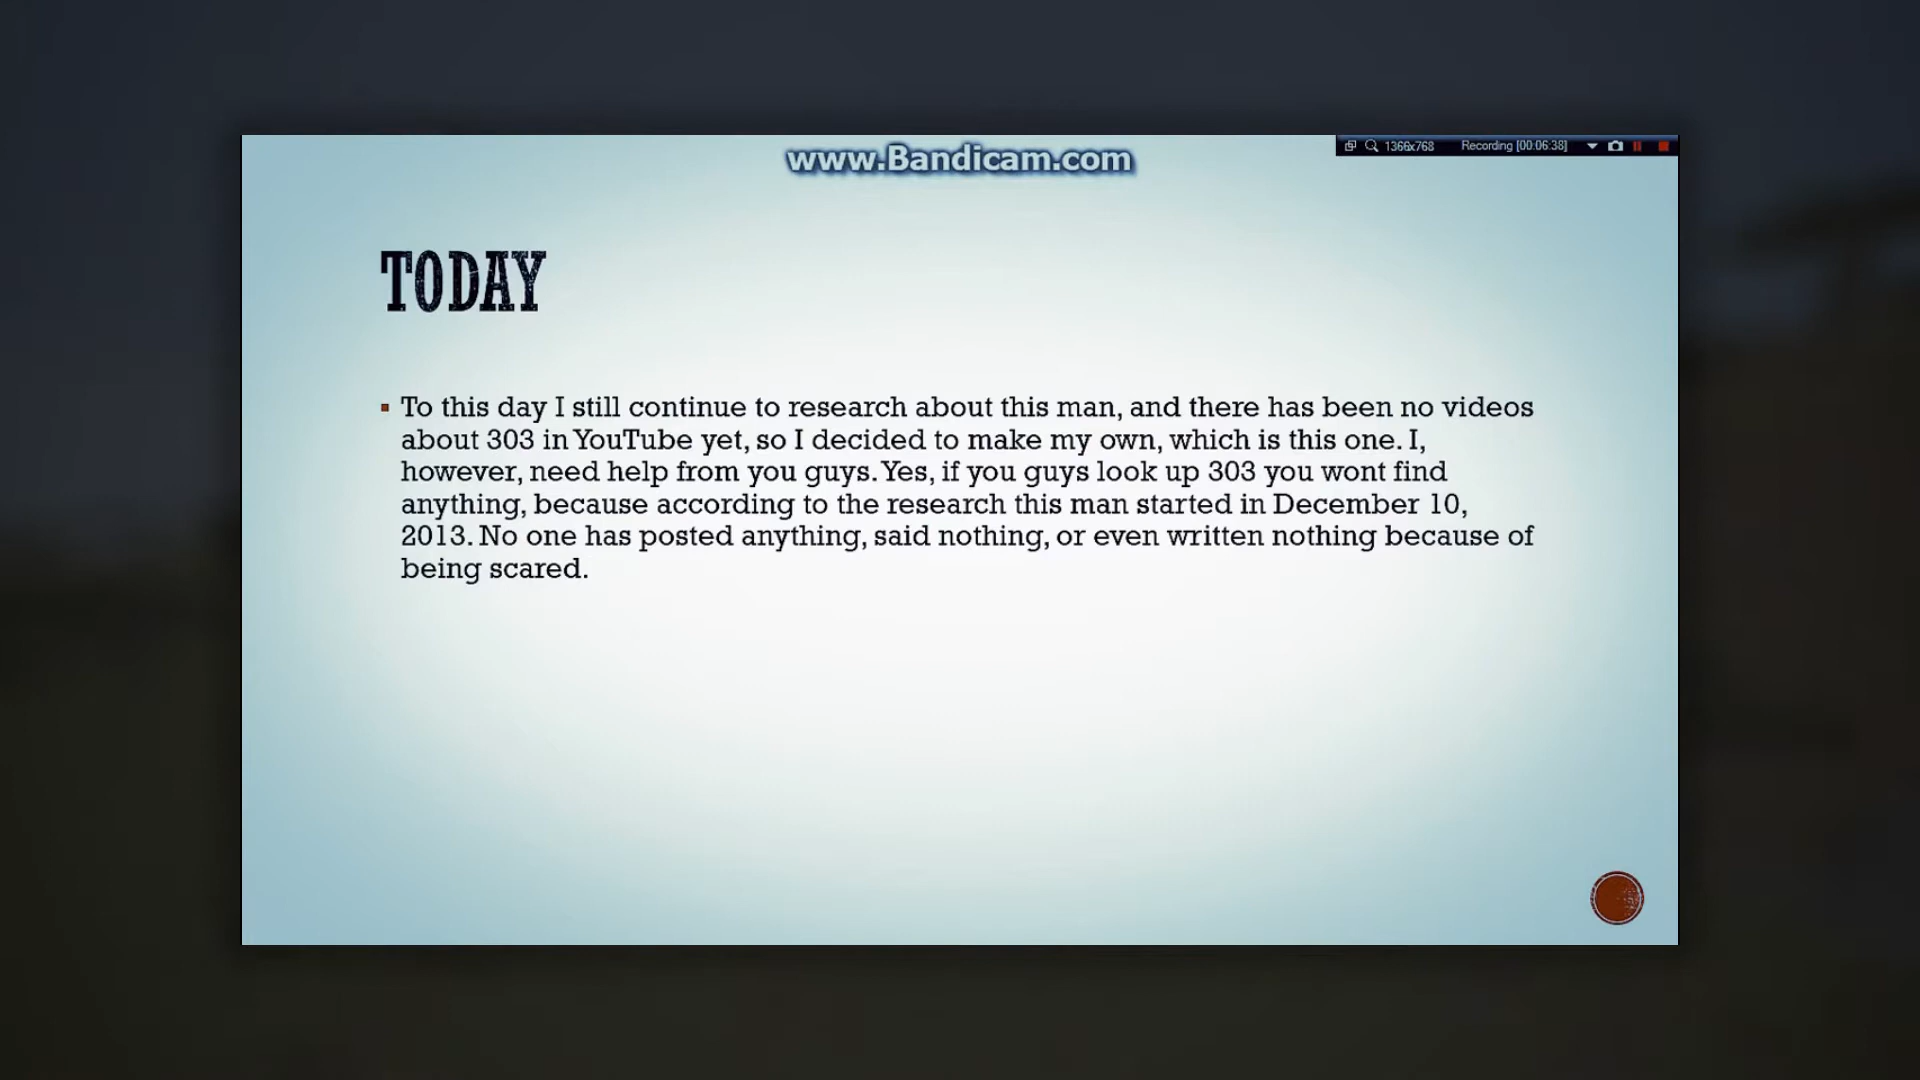 www.Bandicam.com
1366x768 Recording [00:06:38]
TODAY
To this day I still continue to research about this man, and there has been no videos
about 303 in YouTube yet, so I decided to make my own, which is this one. I,
however, need help from you guys. Yes, if you guys look up 303 you wont find
anything, because according to the research this man started in December 10,
2013. No one has posted anything, said nothing, or even written nothing because of
being scared.